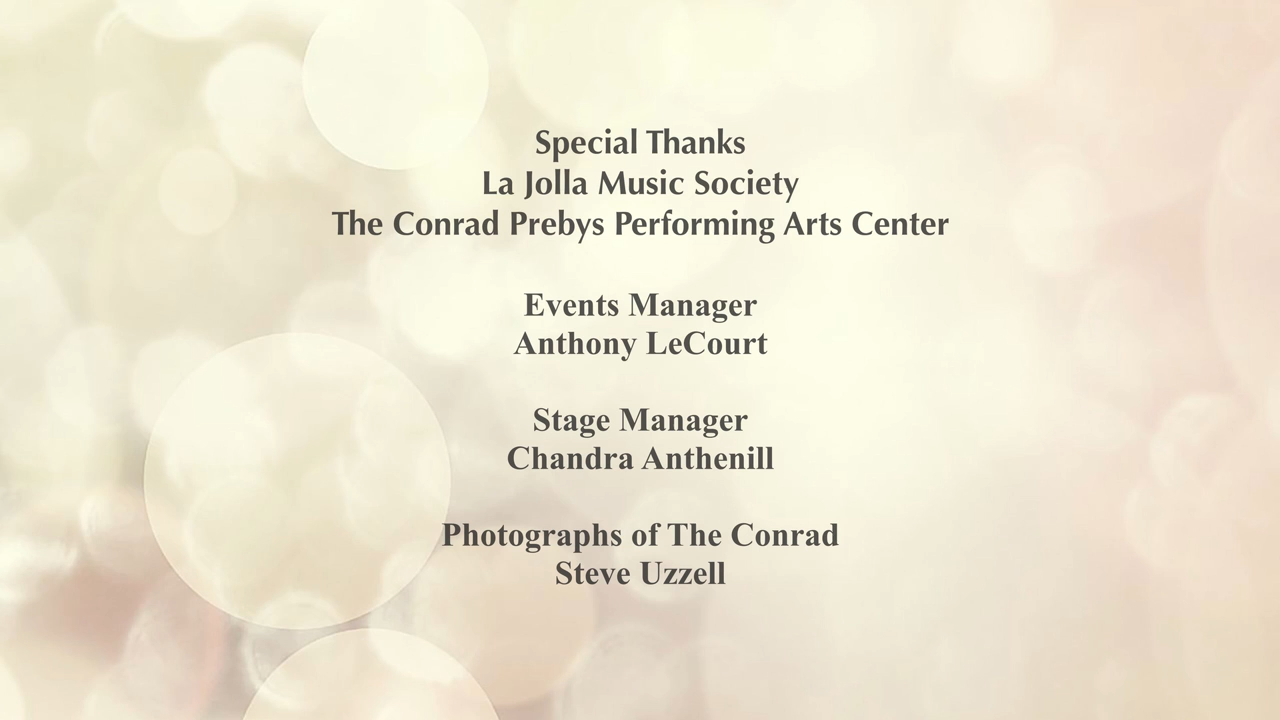 Special Thanks
La Jolla Music Society
The Conrad Prebys Performing Arts Center
Events Manager
Anthony LeCourt
Stage Manager
Chandra Anthenill
Photographs of The Conrad
Steve Uzzell